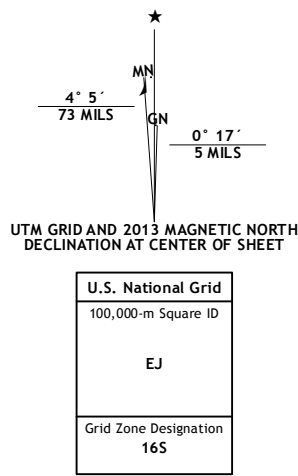 MN
4° 5´
73 MILS
GN
0° 17´
5 MILS
UTM GRID AND 2013 MAGNETIC NORTH
DECLINATION AT CENTER OF SHEET
U.S. National Grid
100,000-m Square ID
EJ
Grid Zone Designation
16S